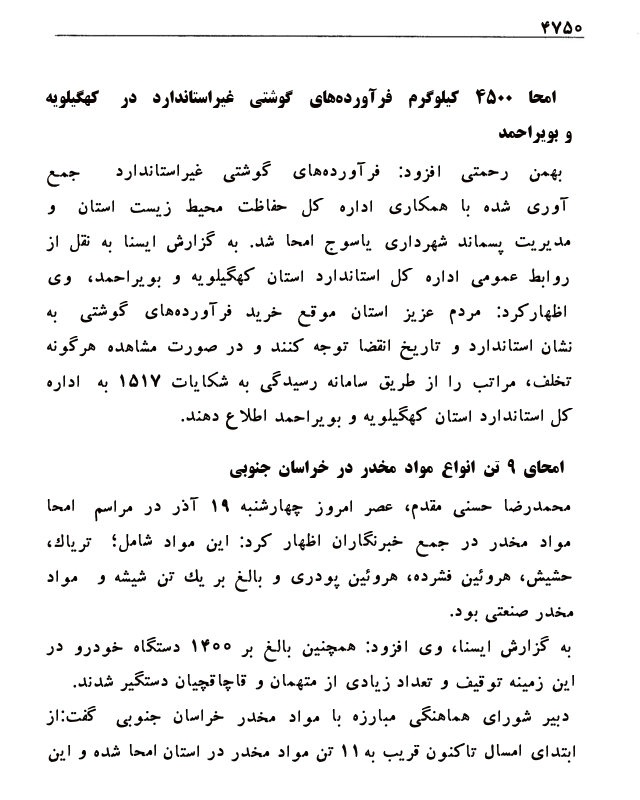 ۴۷۵۰
امحا ۴۵۰۰ کیلوگرم فرآورده‌های گوشتی غیراستاندارد در کهگیلویه
و بویراحمد
بهمن رحمتی افزود: فرآورده‌های گوشتی غیراستاندارد جمع
آوری شده با همکاری اداره کل حفاظت محیط زیست استان و
مدیریت پسماند شهرداری یاسوج امحا شد. به گزارش ایسنا به نقل از
روابط عمومی اداره کل استاندارد استان کهگیلویه و بویراحمد، وی
اظهارکرد: مردم عزیز استان موقع خرید فرآورده‌های گوشتی به
نشان استاندارد و تاریخ انقضا توجه کنند و در صورت مشاهده هرگونه
تخلف، مراتب را از طریق سامانه رسیدگی به شکایات ۱۵۱۷ به اداره
کل استاندارد استان کهگیلویه و بویراحمد اطلاع دهند.
امحای ۹ تن انواع مواد مخدر در خراسان جنوبی
محمدرضا حسنی مقدم، عصر امروز چهارشنبه ۱۹ آذر در مراسم امحا
مواد مخدر در جمع خبرنگاران اظهار کرد: این مواد شامل؛ تریاك،
حشیش، هروئین فشرده، هروئین پودری و بالغ بر یك تن شیشه و مواد
مخدر صنعتی بود.
به گزارش ایسنا، وی افزود: همچنین بالغ بر ۱۴۰۰ دستگاه خودرو در
این زمینه توقیف و تعداد زیادی از متهمان و قاچاقچیان دستگیر شدند.
دبیر شورای هماهنگی مبارزه با مواد مخدر خراسان جنوبی گفت:از
ابتدای امسال تاکنون قریب به ۱۱ تن مواد مخدر در استان امحا شده و این